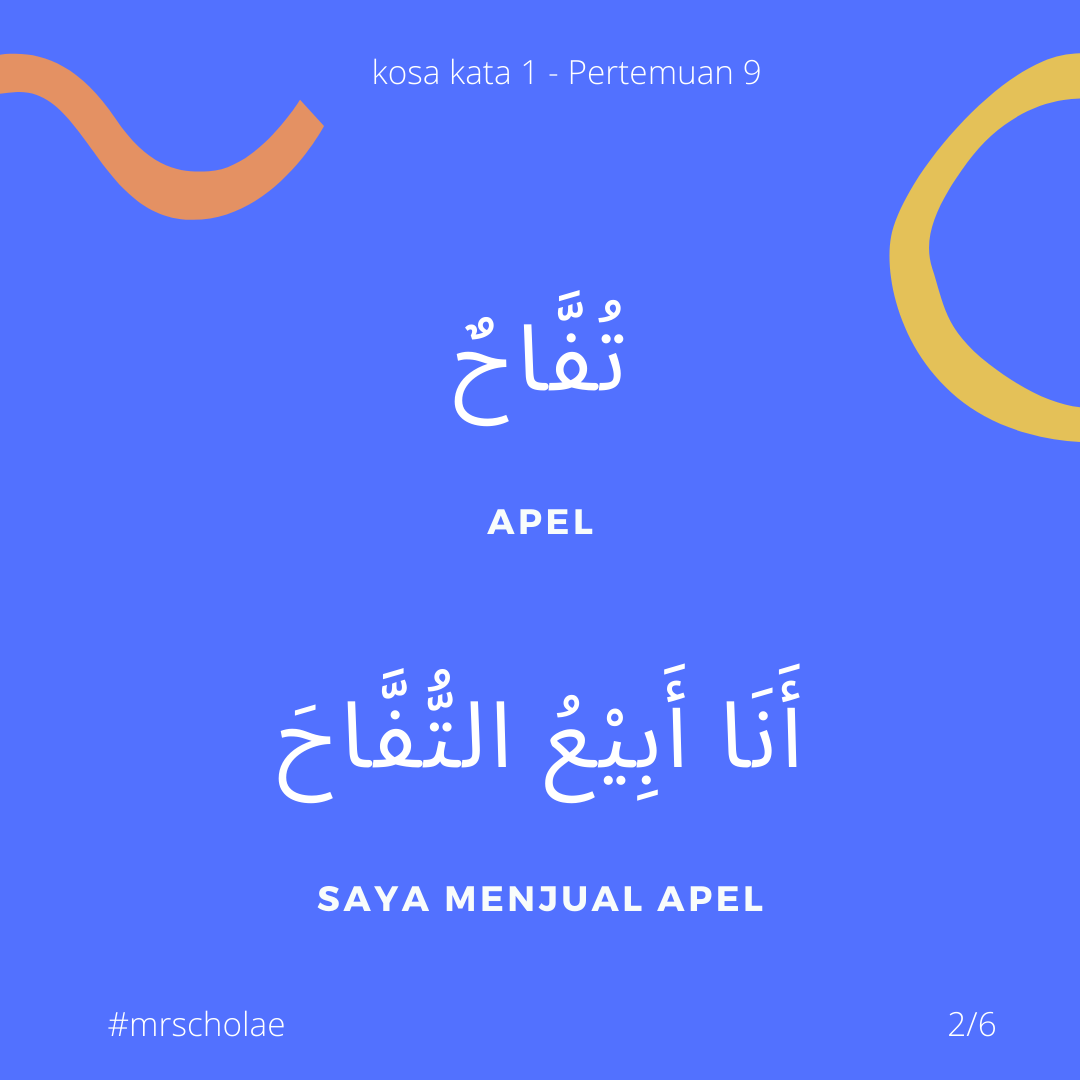 kosa kata 1 - Pertemuan 9
تُفَّاحٌ
APEL
أَنَا أَبِيْعُ التُّفَّاحَ
SAYA MENJUAL APEL
#mrscholae
2/6